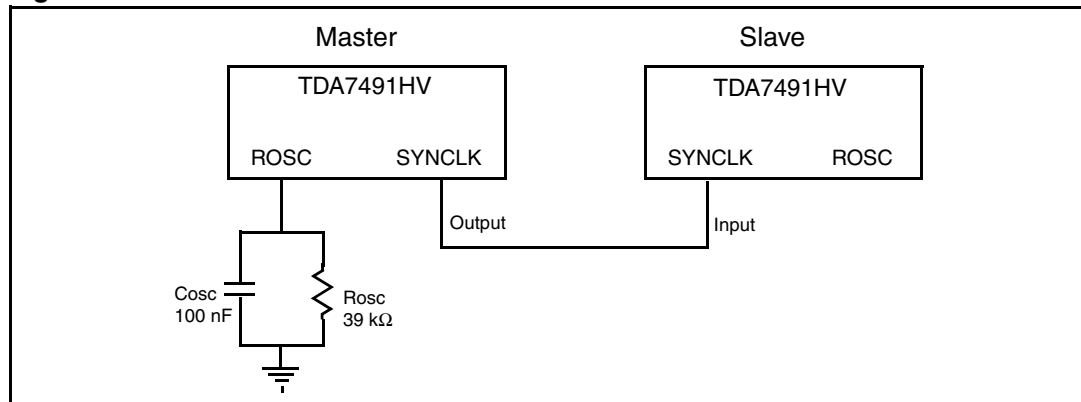 Master
Slave
TDA7491HV
TDA7491HV
ROSC
SYNCLK
SYNCLK
ROSC
Output
Input
Cosc
100 nF
Rosc
39 kΩ